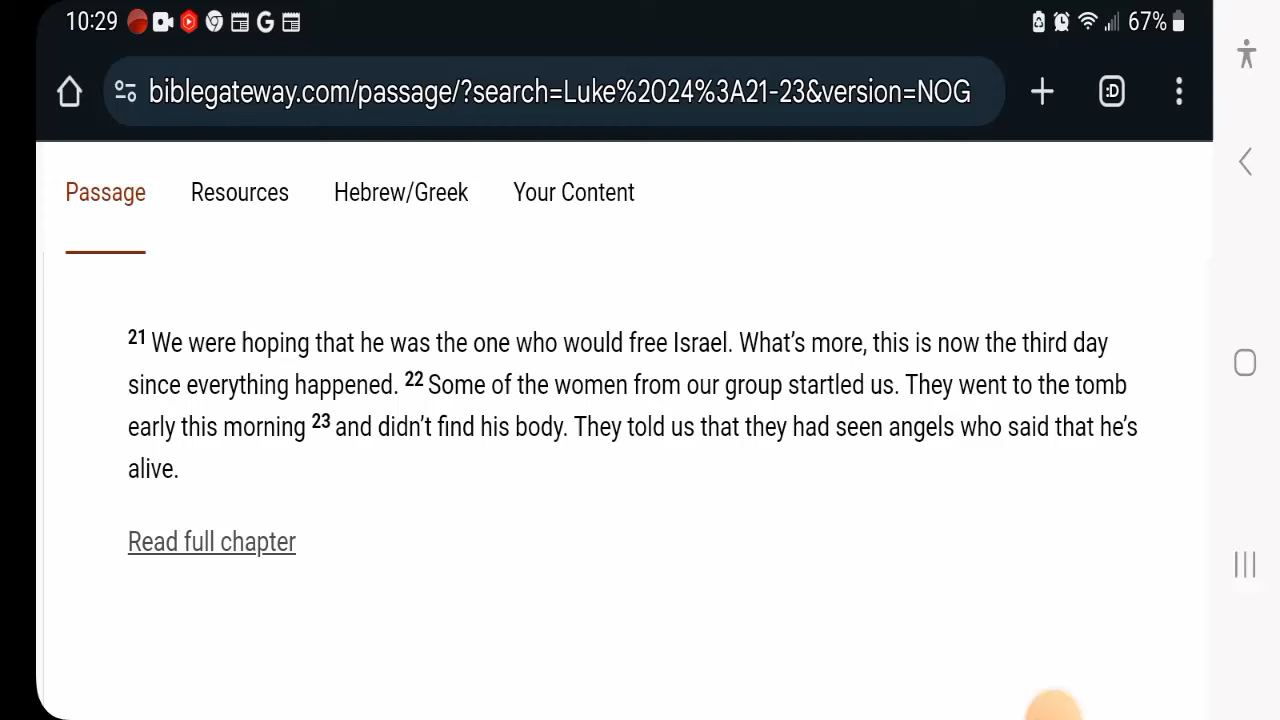 10:29 67%
biblegateway.com/passage/?search=Luke%2024%3A21-23&version=NOG :D
Passage Resources Hebrew/Greek Your Content
21 We were hoping that he was the one who would free Israel. What’s more, this is now the third day
since everything happened. 22 Some of the women from our group startled us. They went to the tomb
early this morning 23 and didn’t find his body. They told us that they had seen angels who said that he’s
alive.
Read full chapter